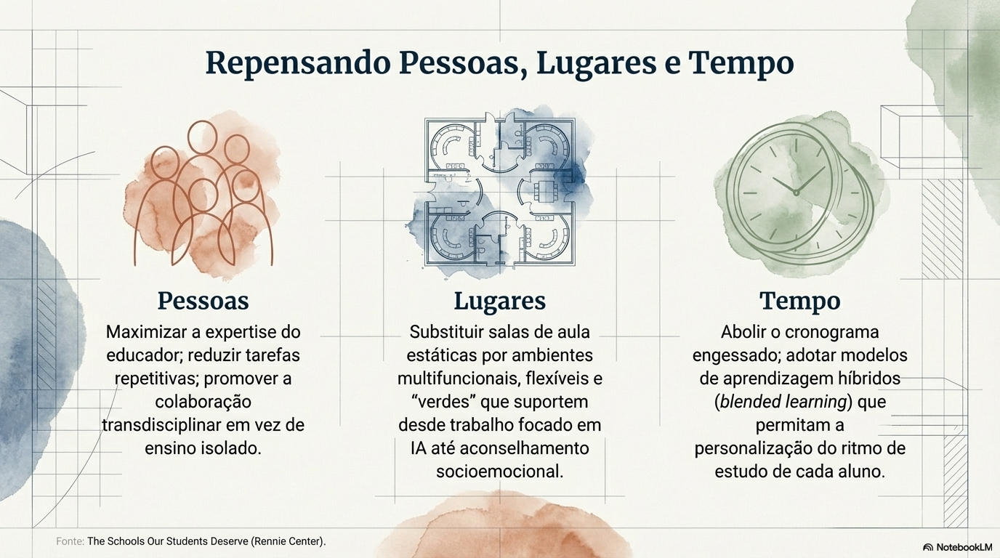 Repensando Pessoas, Lugares e Tempo
Pessoas
Maximizar a expertise do
educador; reduzir tarefas
repetitivas; promover a
colaboração
transdisciplinar em vez de
ensino isolado.
Lugares
Substituir salas de aula
estáticas por ambientes
multifuncionais, flexíveis e
“verdes” que suportem
desde trabalho focado em
IA até aconselhamento
socioemocional.
Tempo
Abolir o cronograma
engessado; adotar modelos
de aprendizagem híbridos
(blended learning) que
permitam a
personalização do ritmo de
estudo de cada aluno.
Fonte: The Schools Our Students Deserve (Rennie Center).
NotebookLM